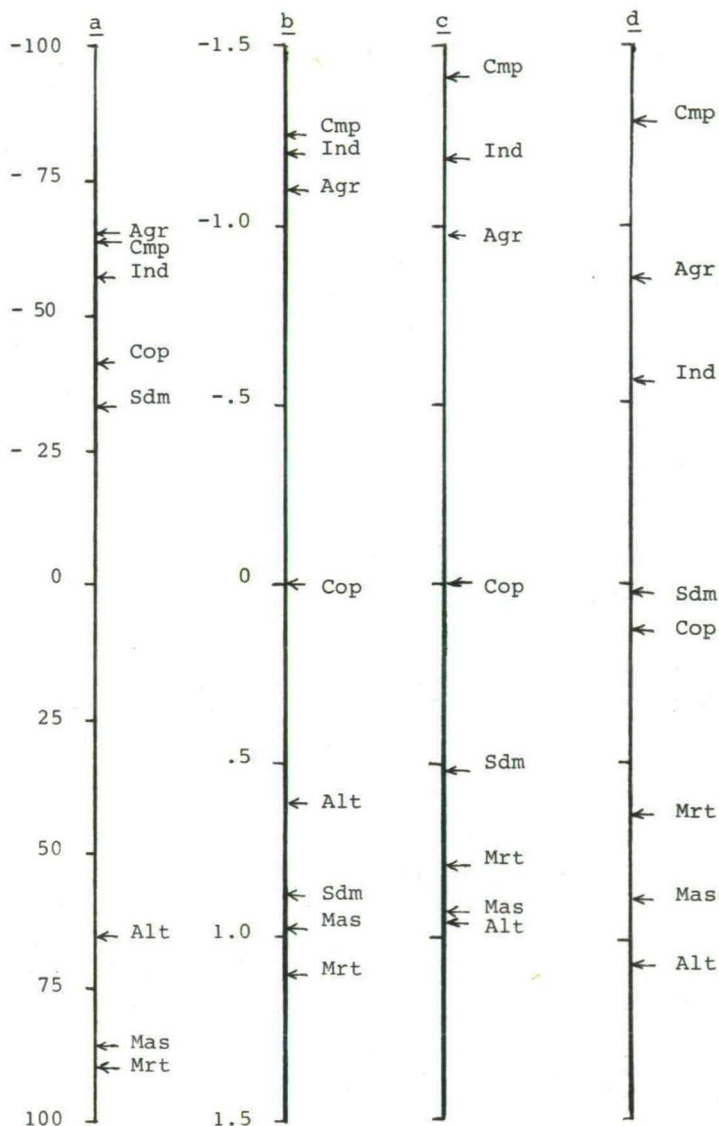 a b c d
-100 -1.5
Cmp
Cmp Cmp
Ind Ind
- 75
Agr
-1.0
Agr Agr
Cmp
Agr
Ind
- 50
Cop
Ind
Sdm -.5
- 25
0 0
Cop Cop Sdm
Cop
25
.5 Sdm
Alt
Mrt
50 Mrt
Sdm Mas
Mas Mas
Alt 1.0 Alt
Mrt Alt
75
Mas
Mrt
100 1.5